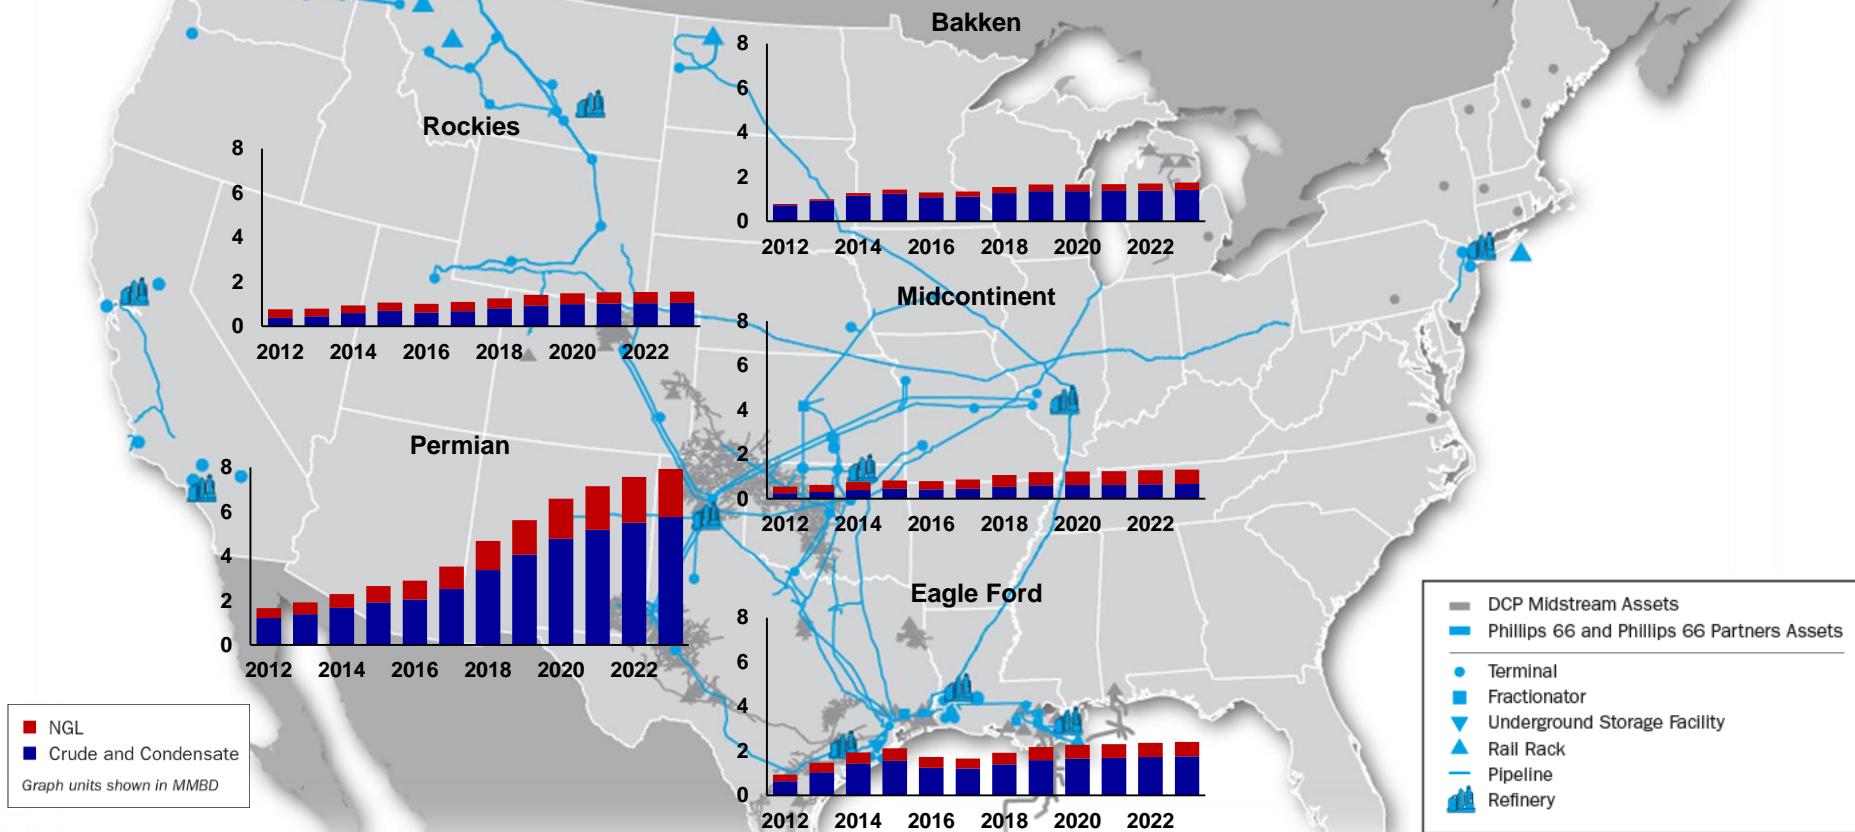 Bakken
8
6
4
2
0
2012 2014 2016 2018 2020 2022
Rockies
8
6
4
2
0
2012 2014 2016 2018 2020 2022
Midcontinent
8
6
4
2
0
2012 2014 2016 2018 2020 2022
Permian
8
6
4
2
0
2012 2014 2016 2018 2020 2022
Eagle Ford
8
6
4
2
0
2012 2014 2016 2018 2020 2022
NGL
Crude and Condensate
Graph units shown in MMBD
DCP Midstream Assets
Phillips 66 and Phillips 66 Partners Assets
Terminal
Fractionator
Underground Storage Facility
Rail Rack
Pipeline
Refinery